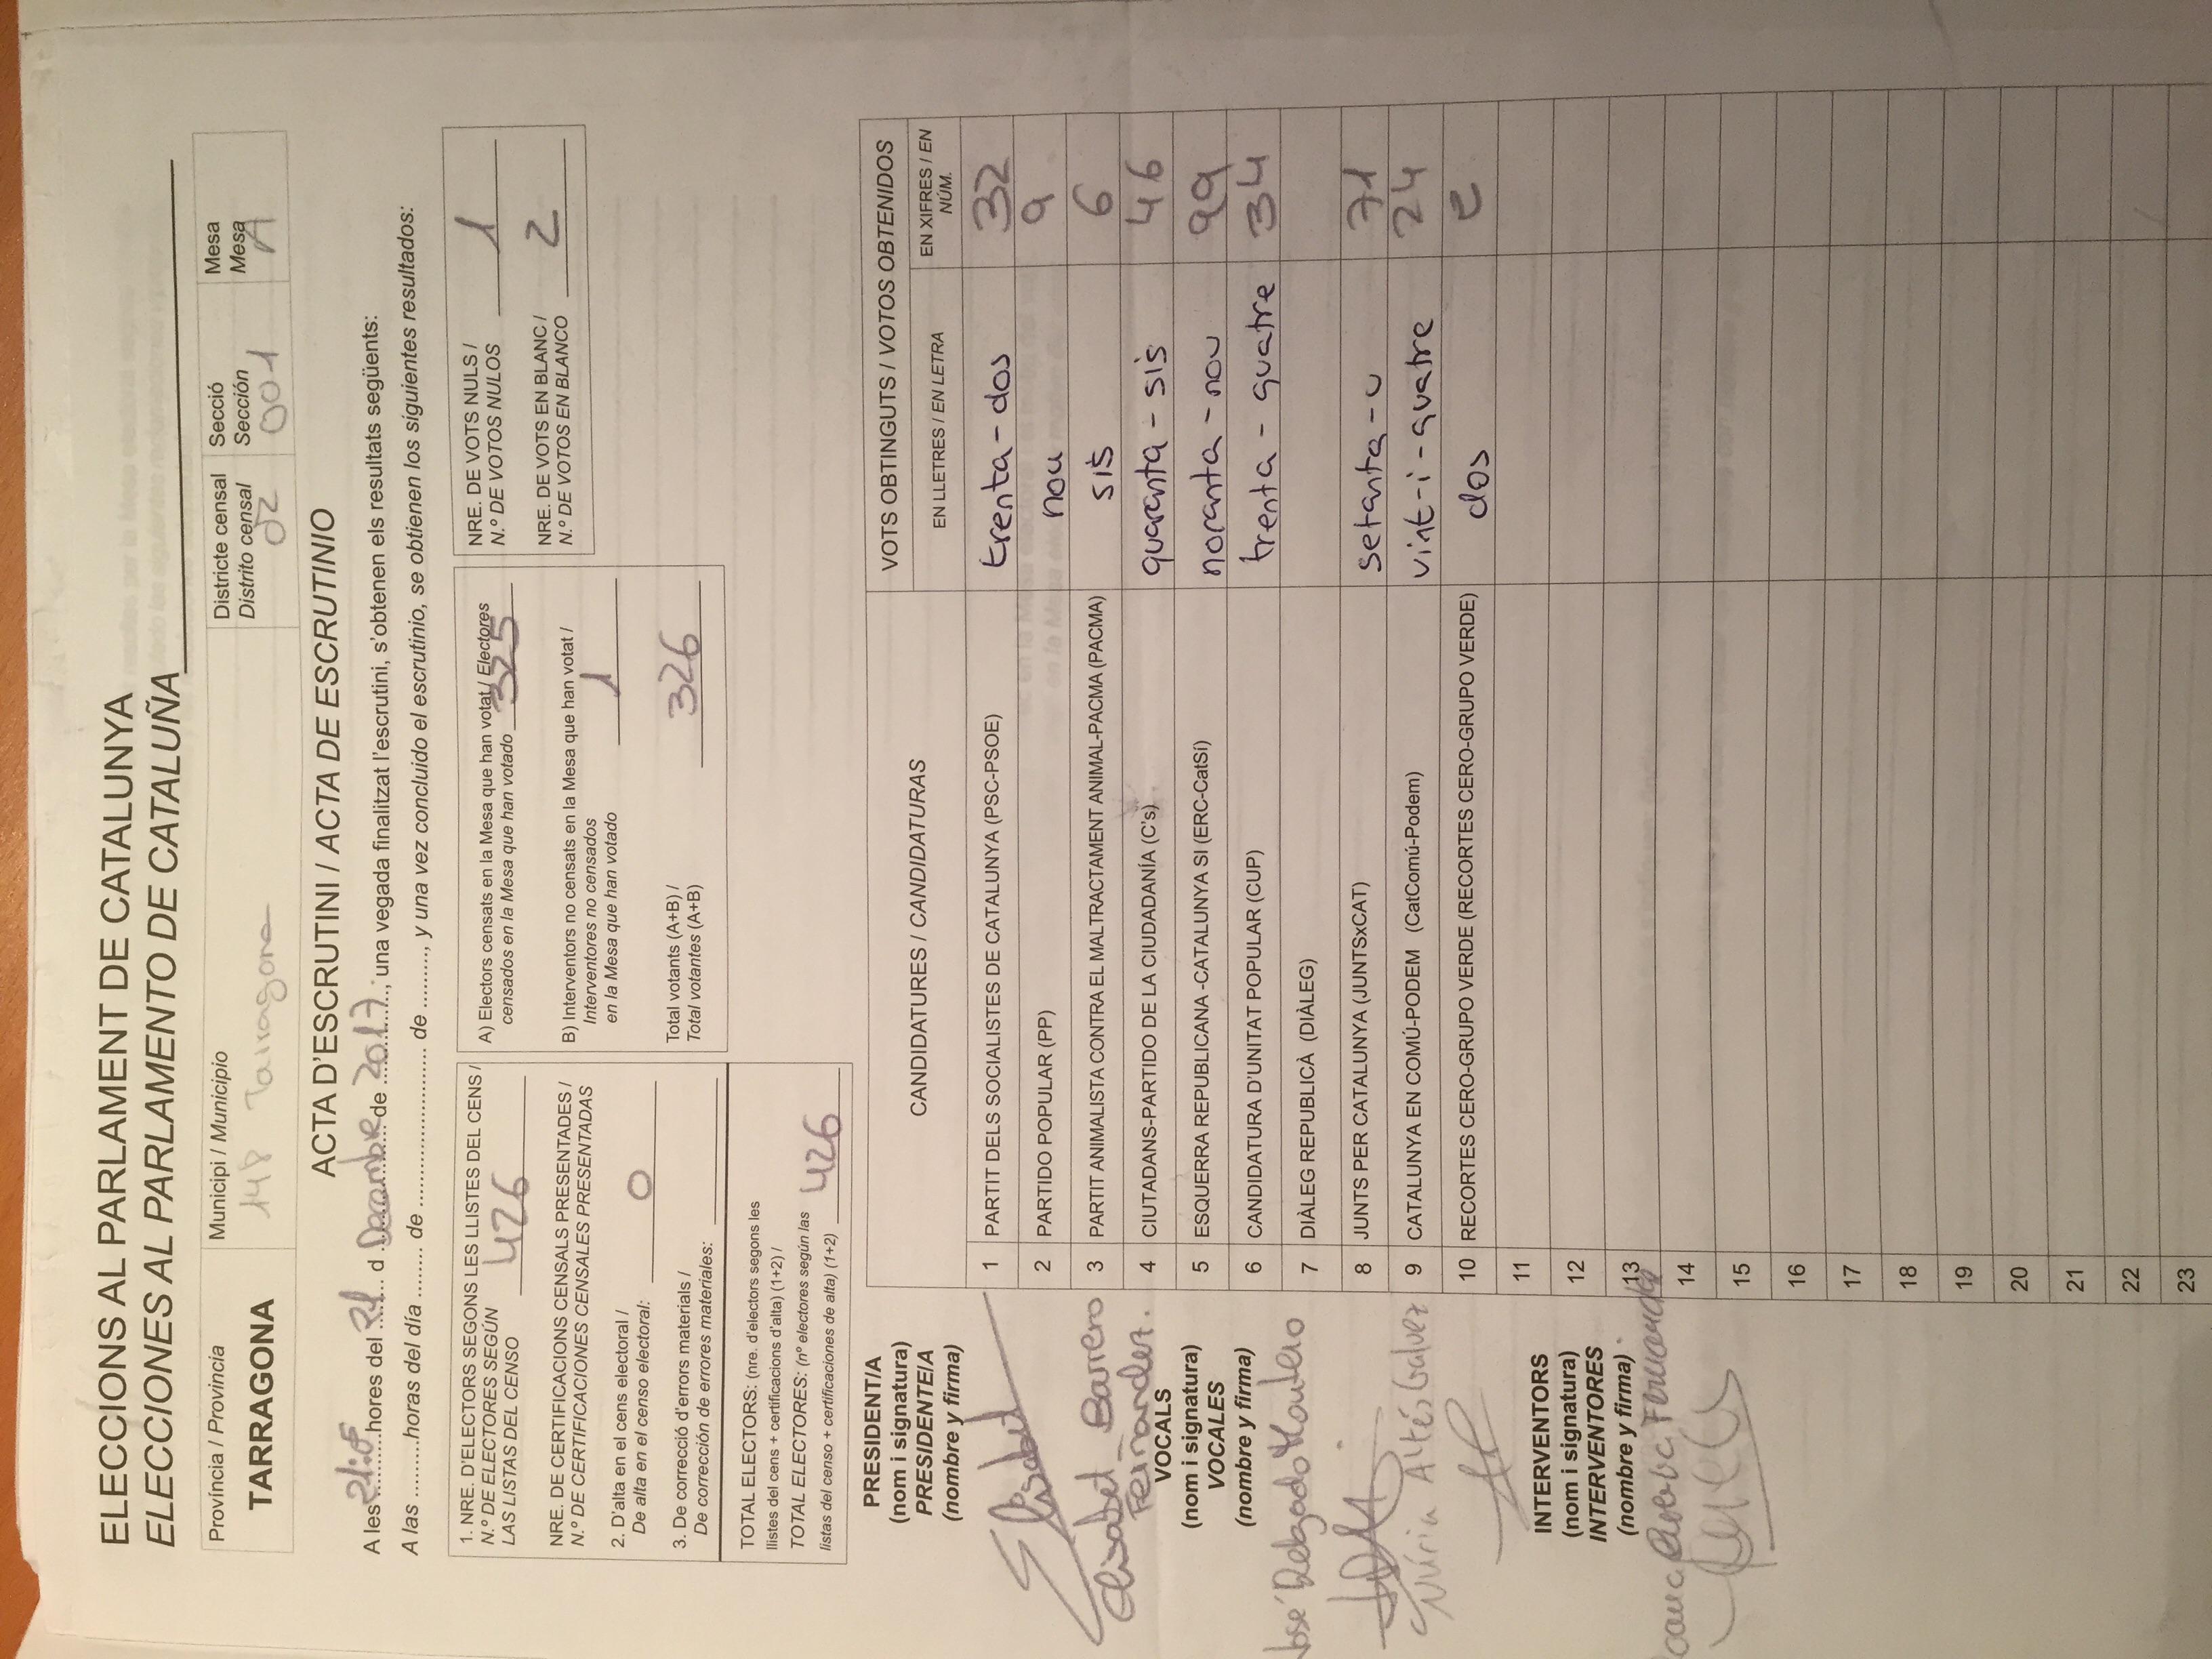 ELECCIONS AL PARLAMENT DE CATALUNYA
ELECCIONES AL PARLAMENTO DE CATALUÑA
Província / Provincia
TARRAGONA
Municipi / Municipio
148 Tarragona
Districte censal
Distrito censal
02
Secció
Sección
001
Mesa
Mesa
A
ACTA D'ESCRUTINI / ACTA DE ESCRUTINIO
A les hores del 21 d Decembre de 2017, una vegada finalitzat l'escrutini, s'obtenen els resultats següents:
A las .........horas del día ........ de ......................... de ........., y una vez concluido el escrutinio, se obtienen los siguientes resultados:
1. NRE. D'ELECTORS SEGONS LES LLISTES DEL CENS /
N.º DE ELECTORES SEGÚN
LAS LISTAS DEL CENSO 426
NRE. DE CERTIFICACIONS CENSALS PRESENTADES /
N.º DE CERTIFICACIONES CENSALES PRESENTADAS
2. D'alta en el cens electoral /
De alta en el censo electoral: 0
3. De correcció d'errors materials /
De corrección de errores materiales:
TOTAL ELECTORS: (nre. d'electors segons les
llistes del cens + certificacions d'alta) (1+2) /
TOTAL ELECTORES: (nº electores según las
listas del censo + certificaciones de alta) (1+2) 426
A) Electors censats en la Mesa que han votat / Electores
censados en la Mesa que han votado 325
B) Interventors no censats en la Mesa que han votat /
Interventores no censados
en la Mesa que han votado 1
Total votants (A+B) /
Total votantes (A+B) 326
NRE. DE VOTS NULS /
N.º DE VOTOS NULOS 1
NRE. DE VOTS EN BLANC /
N.º DE VOTOS EN BLANCO 2
PRESIDENT/A
(nom i signatura)
PRESIDENTE/A
(nombre y firma)
Elisabet
Elisabet Barrero
Fernandez.
VOCALS
(nom i signatura)
VOCALES
(nombre y firma)
José Delgado Montero
Núria Altés Galvez
INTERVENTORS
(nom i signatura)
INTERVENTORES
(nombre y firma)
Fernandez
CANDIDATURES / CANDIDATURAS
VOTS OBTINGUTS / VOTOS OBTENIDOS
EN LLETRES / EN LETRA
EN XIFRES / EN
NÚM.
1 PARTIT DELS SOCIALISTES DE CATALUNYA (PSC-PSOE) trenta-dos 32
2 PARTIDO POPULAR (PP) nou 9
3 PARTIT ANIMALISTA CONTRA EL MALTRACTAMENT ANIMAL-PACMA (PACMA) sis 6
4 CIUTADANS-PARTIDO DE LA CIUDADANÍA (C's) quaranta - sis 46
5 ESQUERRA REPUBLICANA -CATALUNYA SI (ERC-CatSí) noranta - nou 99
6 CANDIDATURA D'UNITAT POPULAR (CUP) trenta - quatre 34
7 DIÀLEG REPUBLICÀ (DIÀLEG)
8 JUNTS PER CATALUNYA (JUNTSxCAT) setanta-u 71
9 CATALUNYA EN COMÚ-PODEM (CatComú-Podem) vint-i-quatre 24
10 RECORTES CERO-GRUPO VERDE (RECORTES CERO-GRUPO VERDE) dos 2
11
12
13
14
15
16
17
18
19
20
21
22
23